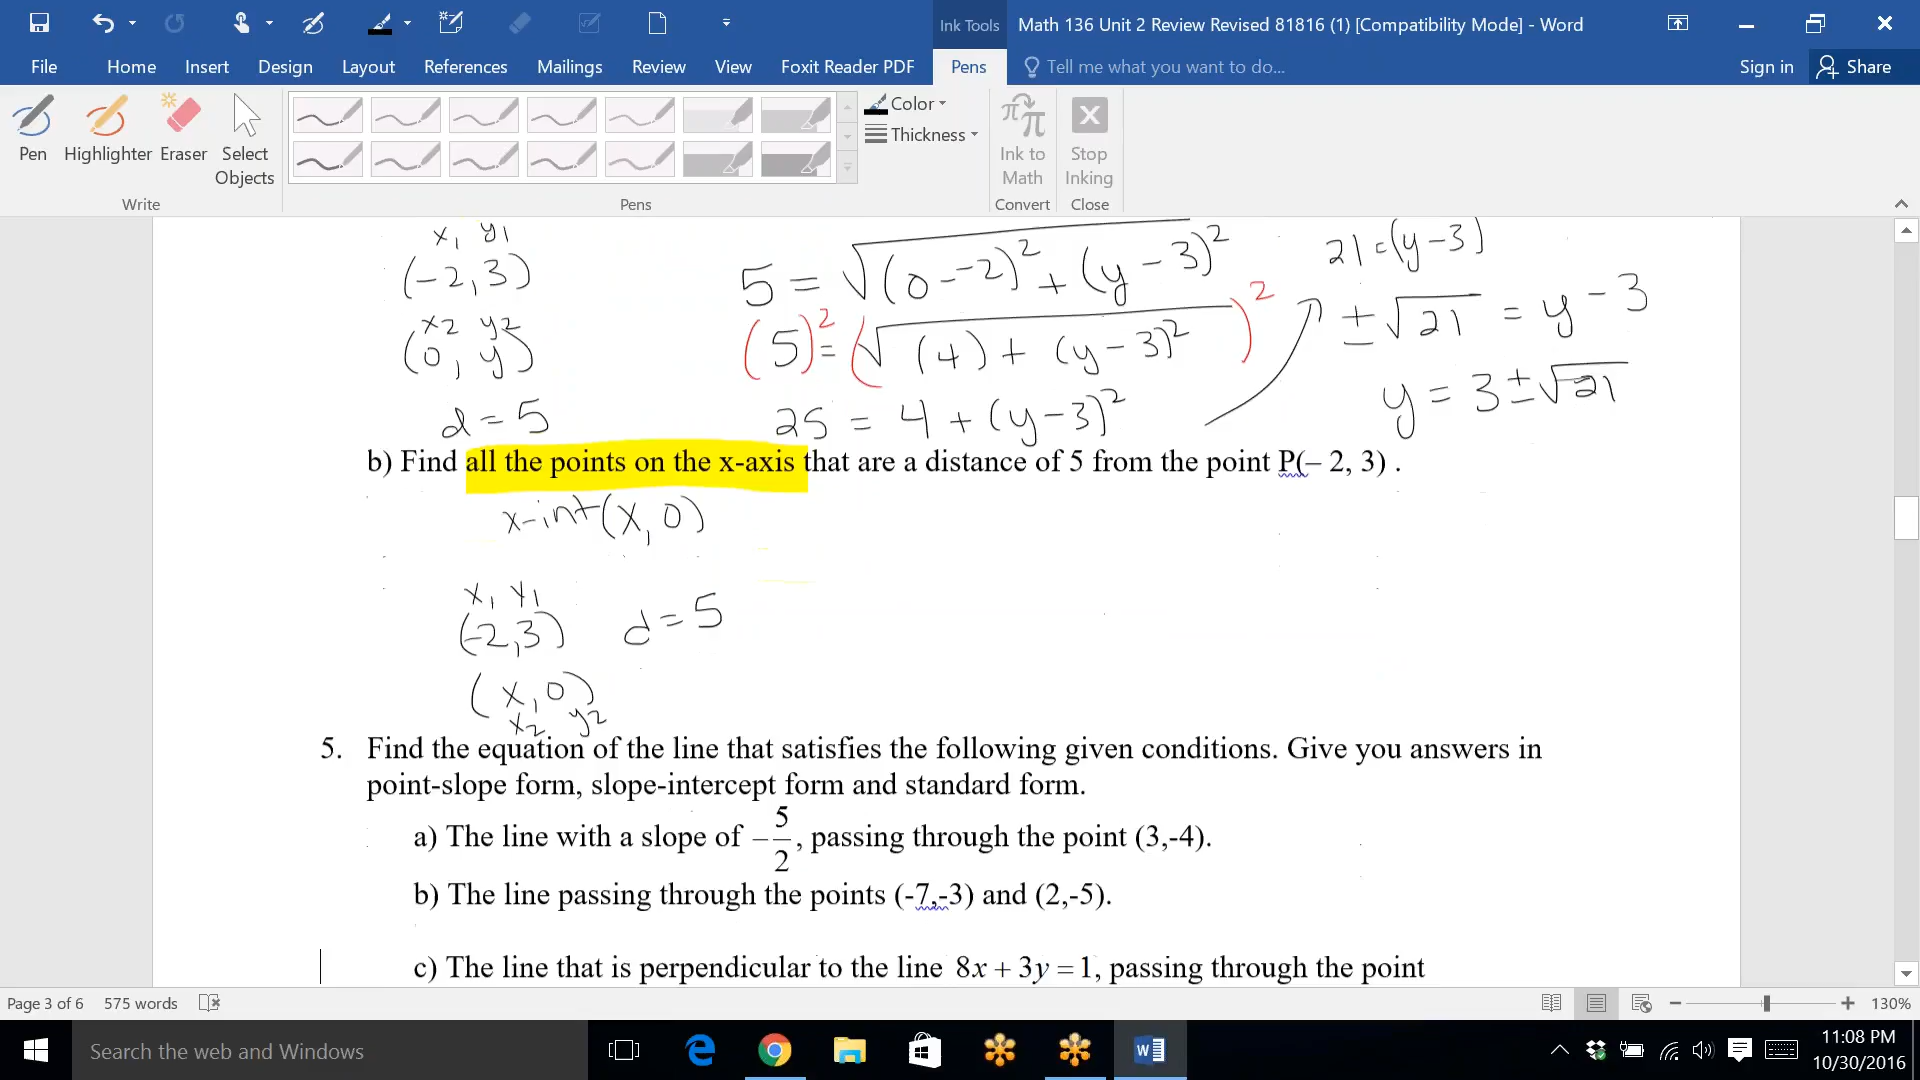 Ink Tools
Math 136 Unit 2 Review Revised 81816 (1) [Compatibility Mode] - Word
File Home Insert Design Layout References Mailings Review View Foxit Reader PDF Pens Tell me what you want to do... Sign in Share
Pen Highlighter Eraser Select Objects
Color
Thickness
Ink to Math
Stop Inking
Write Pens Convert Close
x₁ y₁
(-2, 3)
x₂ y₂
(0, y)
d = 5
5 = √((0--2)² + (y-3)²)
(5)² = (√((4) + (y-3)²))²
25 = 4 + (y-3)²
21 = (y-3)
±√21 = y-3
y = 3±√21
b) Find all the points on the x-axis that are a distance of 5 from the point P(– 2, 3) .
x-int (x, 0)
x₁ y₁
(-2,3) d = 5
(x, 0)
x₂ y₂
5. Find the equation of the line that satisfies the following given conditions. Give you answers in
point-slope form, slope-intercept form and standard form.
a) The line with a slope of −5/2, passing through the point (3,-4).
b) The line passing through the points (-7,-3) and (2,-5).
c) The line that is perpendicular to the line 8x + 3y = 1, passing through the point
Page 3 of 6 575 words 130%
Search the web and Windows
11:08 PM
10/30/2016